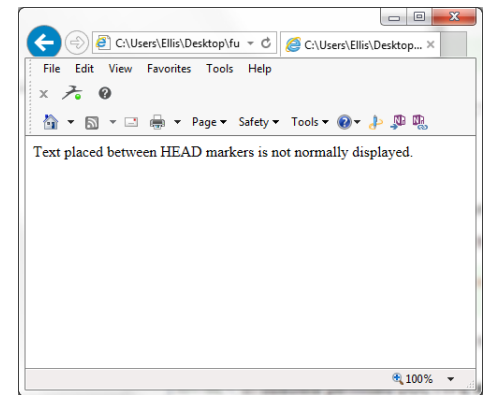 C:\Users\Ellis\Desktop\fu
C:\Users\Ellis\Desktop...
File Edit View Favorites Tools Help
Page Safety Tools
Text placed between HEAD markers is not normally displayed.
100%